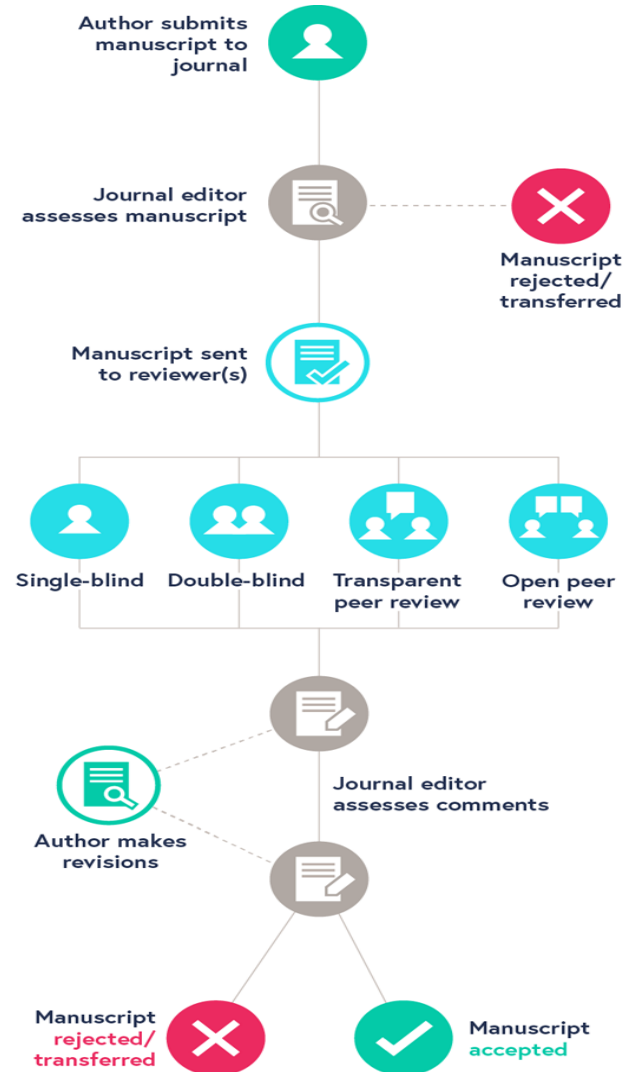 Author submits
manuscript to
journal
Journal editor
assesses manuscript
Manuscript
rejected/
transferred
Manuscript sent
to reviewer(s)
Single-blind
Double-blind
Transparent
peer review
Open peer
review
Journal editor
assesses comments
Author makes
revisions
Manuscript
rejected/
transferred
Manuscript
accepted